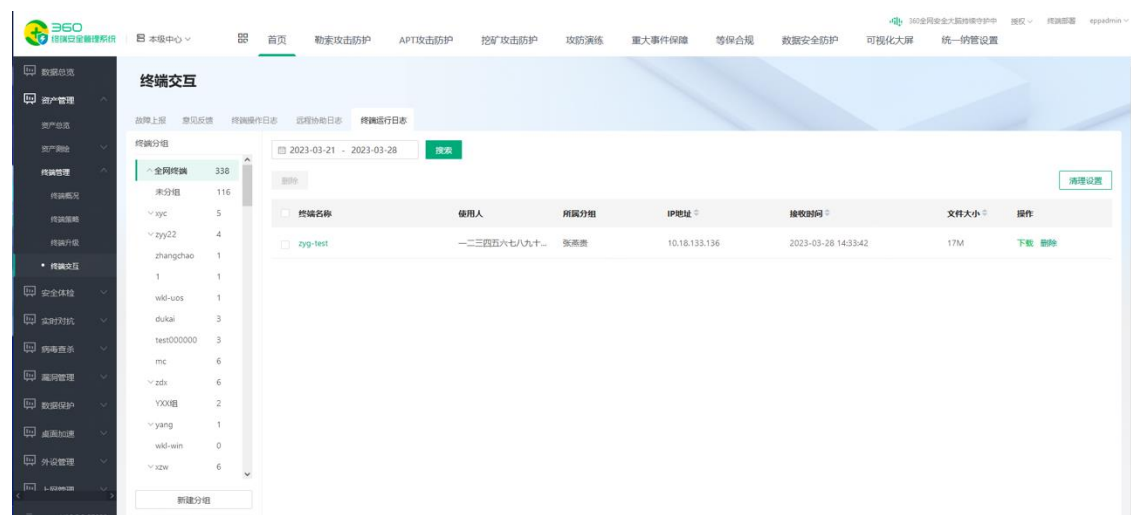 360
终端安全管理系统
本级中心
首页 勒索攻击防护 APT攻击防护 挖矿攻击防护 攻防演练 重大事件保障 等保合规 数据安全防护 可视化大屏 统一纳管设置
360全网安全大脑持续守护中 授权 终端部署 eppadmin
数据总览
资产管理
资产总览
资产测绘
终端管理
终端概况
终端策略
终端升级
终端交互
安全体检
实时对抗
病毒查杀
漏洞管理
数据保护
桌面加速
外设管理
终端交互
故障上报 意见反馈 终端操作日志 远程协助日志 终端运行日志
终端分组
全网终端 338
未分组 116
xyc 5
zyy22 4
zhangchao 1
1 1
wkl-uos 1
dukai 3
test000000 3
mc 6
zdx 6
YXX组 2
yang 1
wkl-win 0
xzw 6
新建分组
2023-03-21 - 2023-03-28 搜索
删除 清理设置
终端名称 使用人 所属分组 IP地址 接收时间 文件大小 操作
zyg-test 一二三四五六七八九十... 张燕贵 10.18.133.136 2023-03-28 14:33:42 17M 下载 删除